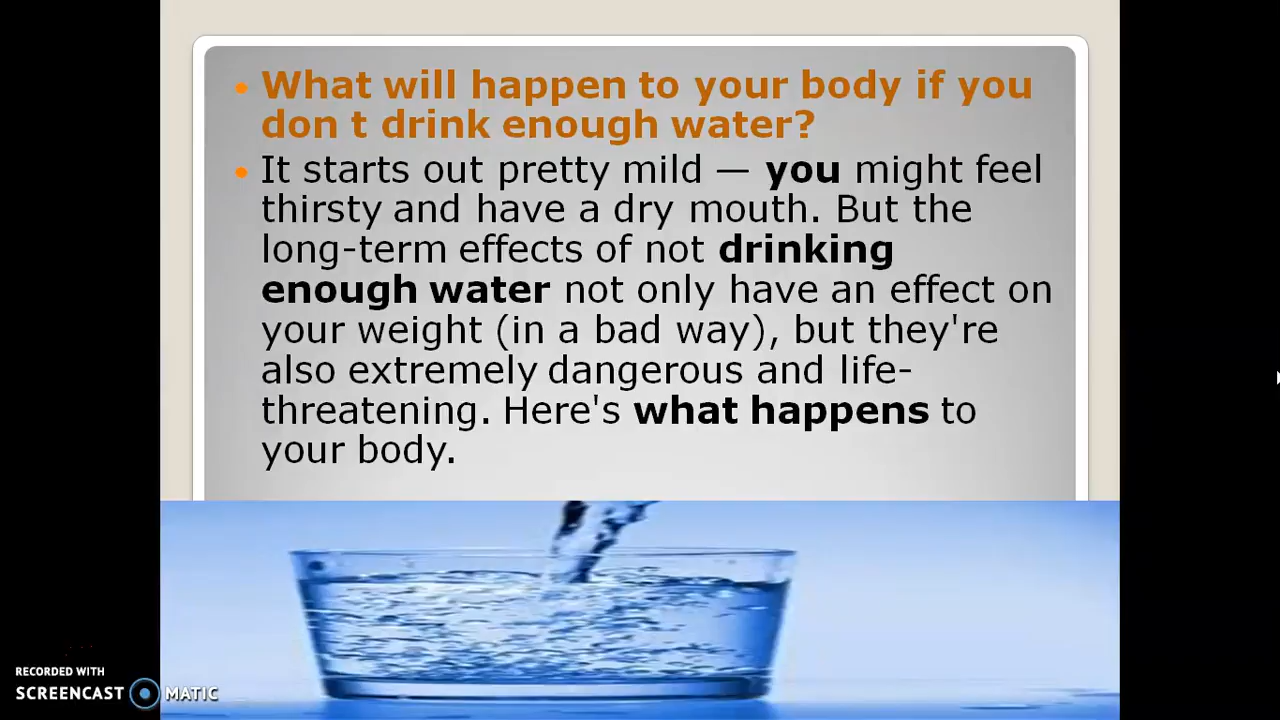 What will happen to your body if you
don t drink enough water?
It starts out pretty mild — you might feel
thirsty and have a dry mouth. But the
long-term effects of not drinking
enough water not only have an effect on
your weight (in a bad way), but they're
also extremely dangerous and life-
threatening. Here's what happens to
your body.
RECORDED WITH
SCREENCAST MATIC